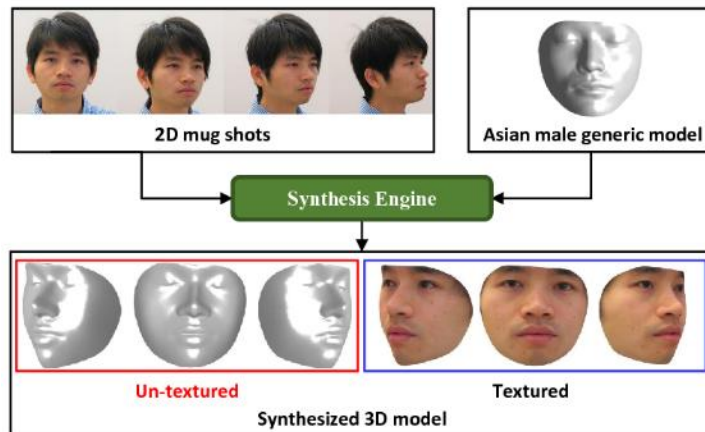 2D mug shots
Asian male generic model
Synthesis Engine
Un-textured
Textured
Synthesized 3D model